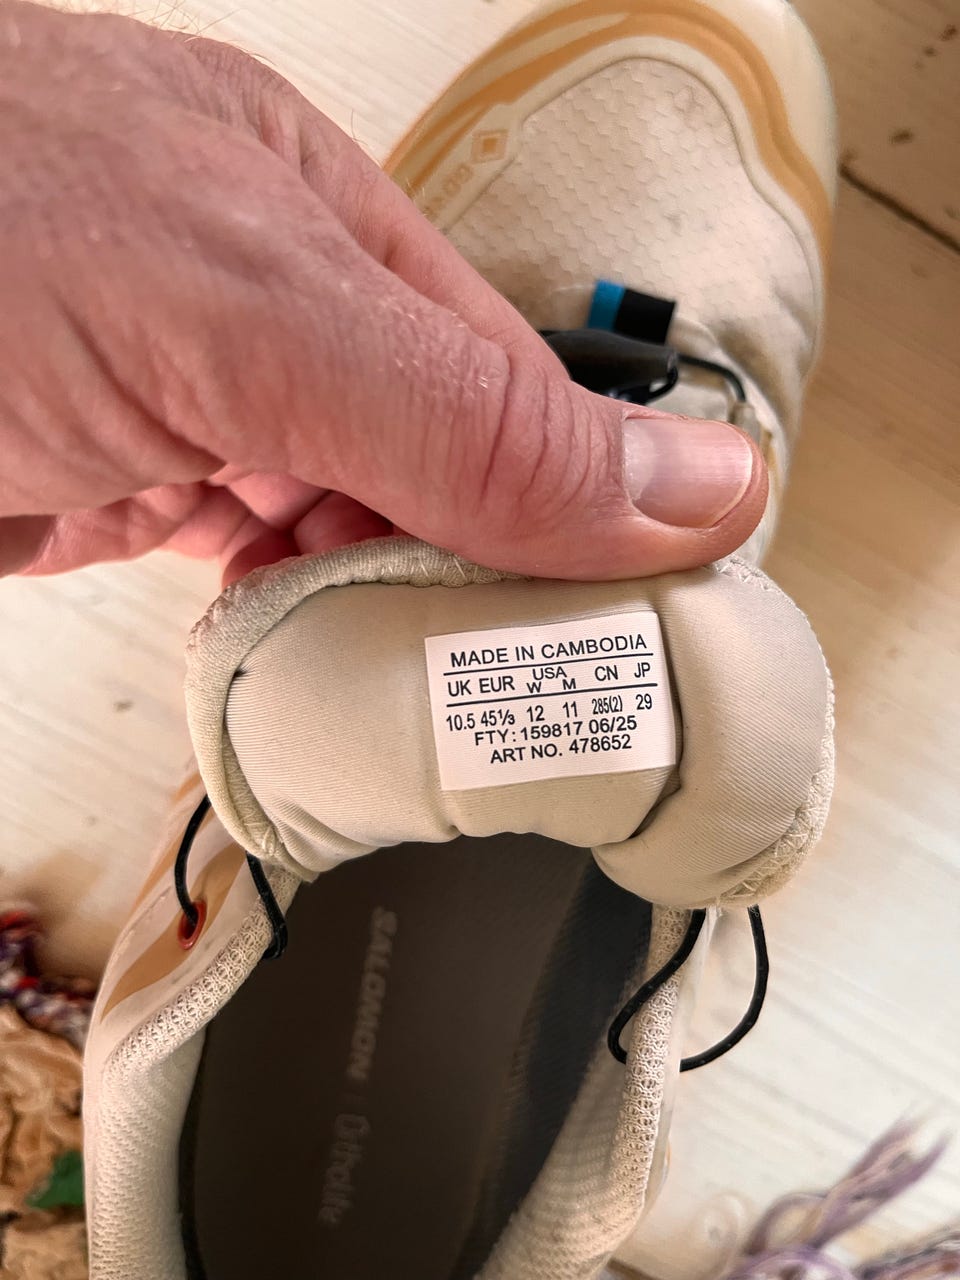 MADE IN CAMBODIA
UK EUR USA W M CN JP
10.5 45⅓ 12 11 285(2) 29
FTY: 159817 06/25
ART NO. 478652
SALOMON | Ortholite